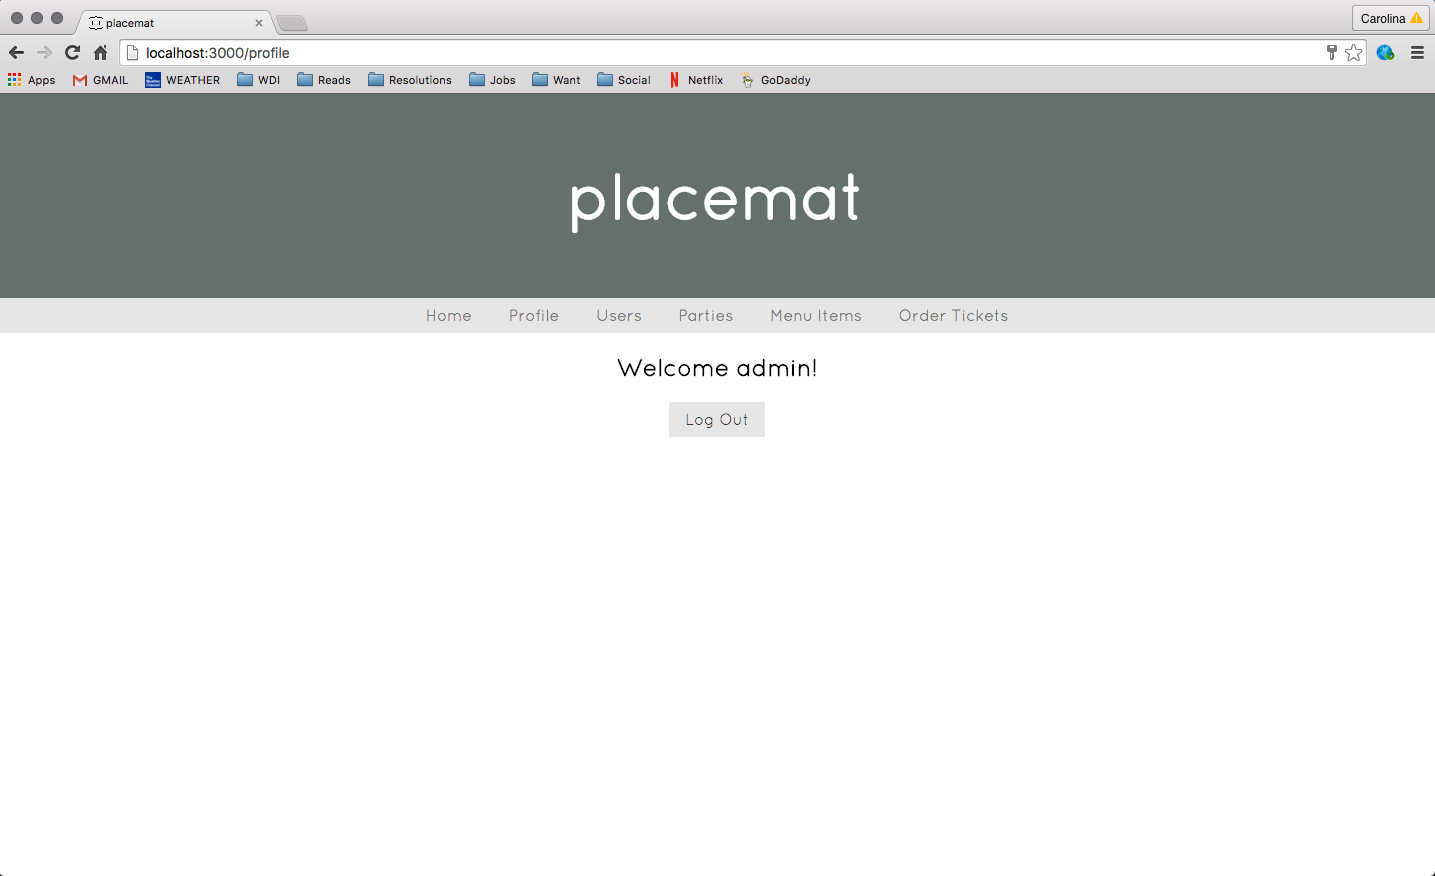 placemat
Carolina
localhost:3000/profile
Apps GMAIL WEATHER WDI Reads Resolutions Jobs Want Social Netflix GoDaddy
placemat
Home Profile Users Parties Menu Items Order Tickets
Welcome admin!
Log Out